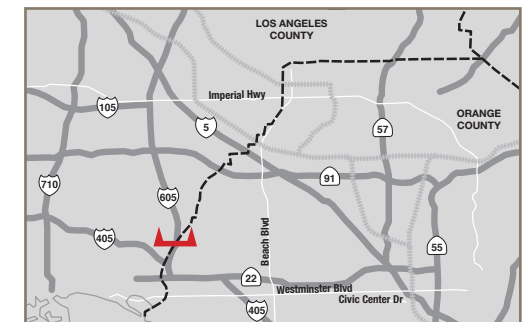 LOS ANGELES
COUNTY
Imperial Hwy
105
5
57
ORANGE
COUNTY
710
605
91
405
Beach Blvd
55
22
Westminster Blvd
Civic Center Dr
405